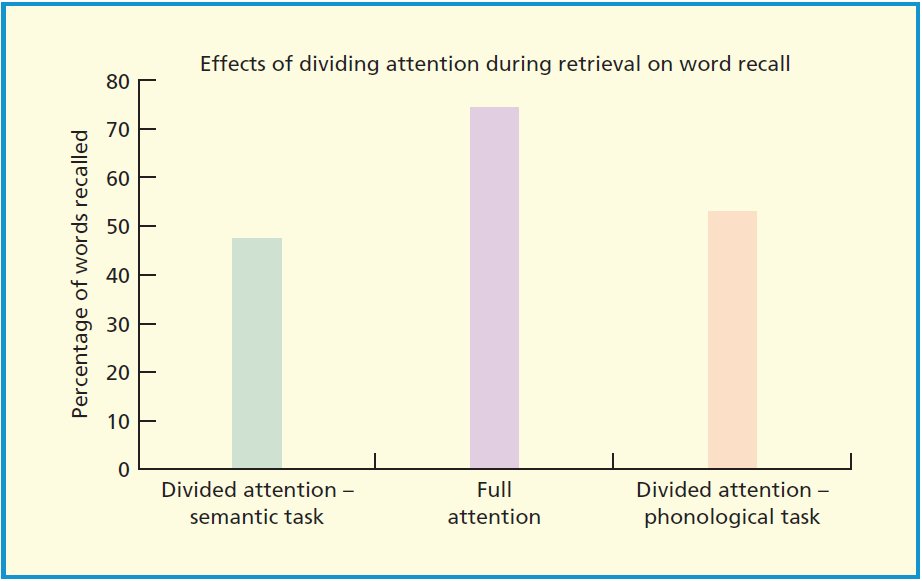 Effects of dividing attention during retrieval on word recall
Percentage of words recalled
80
70
60
50
40
30
20
10
0
Divided attention –
semantic task
Full
attention
Divided attention –
phonological task